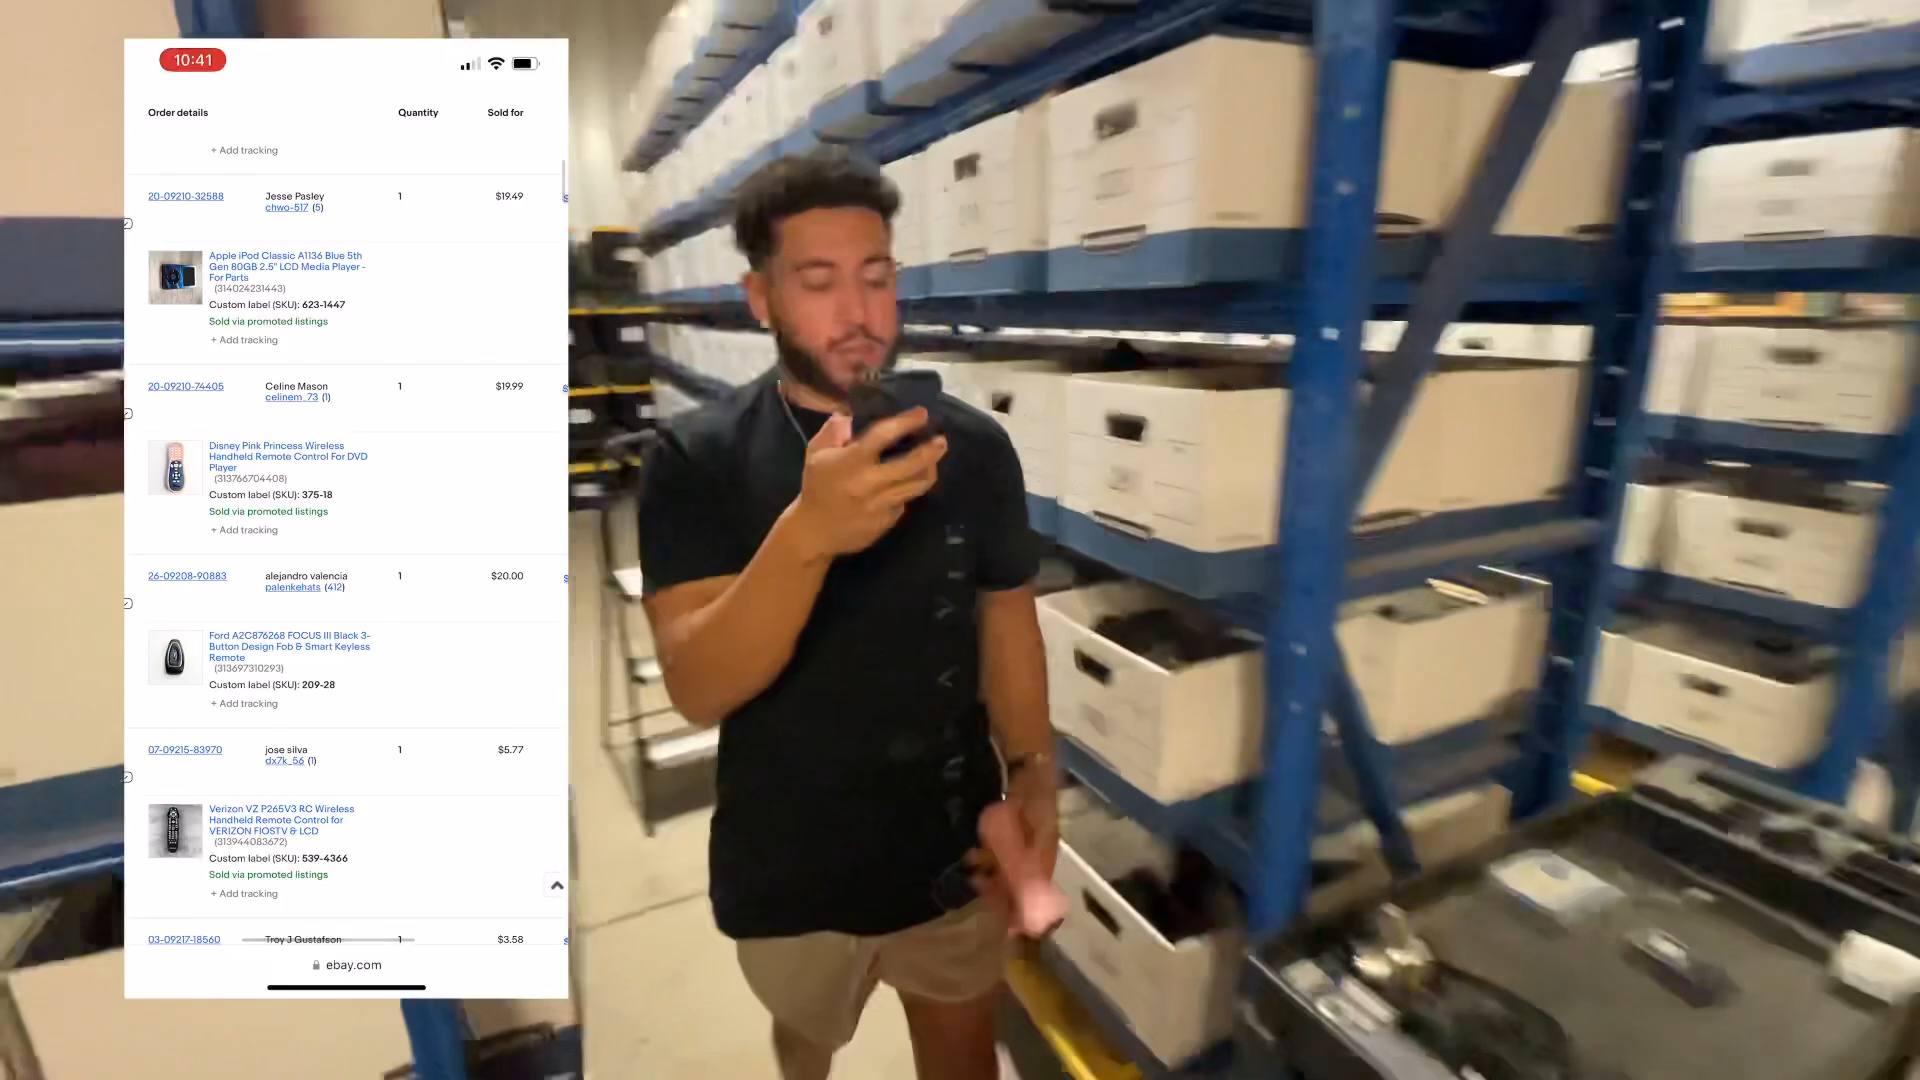 10:41
Order details Quantity Sold for
+ Add tracking
20-09210-32588 Jesse Pasley 1 $19.49
chwo-517 (5)
Apple iPod Classic A1136 Blue 5th
Gen 80GB 2.5" LCD Media Player -
For Parts
(314024231443)
Custom label (SKU): 623-1447
Sold via promoted listings
+ Add tracking
20-09210-74405 Celine Mason 1 $19.99
celinem_73 (1)
Disney Pink Princess Wireless
Handheld Remote Control For DVD
Player
(313766704408)
Custom label (SKU): 375-18
Sold via promoted listings
+ Add tracking
26-09208-90883 alejandro valencia 1 $20.00
palenkehats (412)
Ford A2C876268 FOCUS III Black 3-
Button Design Fob & Smart Keyless
Remote
(313697310293)
Custom label (SKU): 209-28
+ Add tracking
07-09215-83970 jose silva 1 $5.77
dx7k_56 (1)
Verizon VZ P265V3 RC Wireless
Handheld Remote Control for
VERIZON FIOSTV & LCD
(313944083672)
Custom label (SKU): 539-4366
Sold via promoted listings
+ Add tracking
03-09217-18560 Troy J Gustafson 1 $3.58
ebay.com